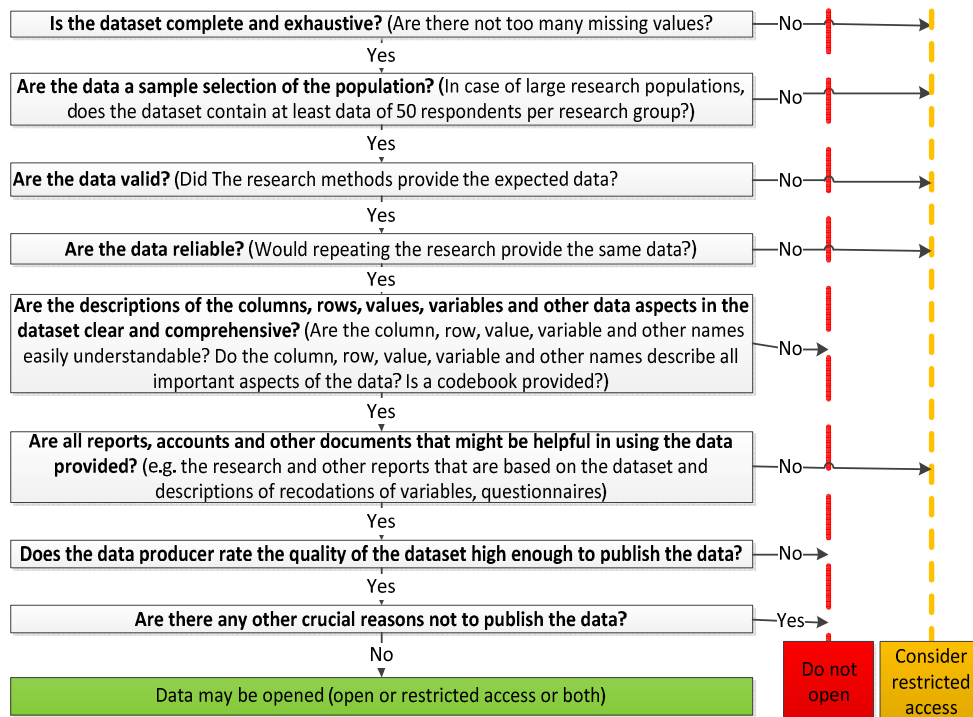 Is the dataset complete and exhaustive? (Are there not too many missing values?
No
Yes
Are the data a sample selection of the population? (In case of large research populations,
does the dataset contain at least data of 50 respondents per research group?)
No
Yes
Are the data valid? (Did The research methods provide the expected data?
No
Yes
Are the data reliable? (Would repeating the research provide the same data?)
No
Yes
Are the descriptions of the columns, rows, values, variables and other data aspects in the
dataset clear and comprehensive? (Are the column, row, value, variable and other names
easily understandable? Do the column, row, value, variable and other names describe all
important aspects of the data? Is a codebook provided?)
No
Yes
Are all reports, accounts and other documents that might be helpful in using the data
provided? (e.g. the research and other reports that are based on the dataset and
descriptions of recodations of variables, questionnaires)
No
Yes
Does the data producer rate the quality of the dataset high enough to publish the data?
No
Yes
Are there any other crucial reasons not to publish the data?
Yes
No
Data may be opened (open or restricted access or both)
Do not
open
Consider
restricted
access